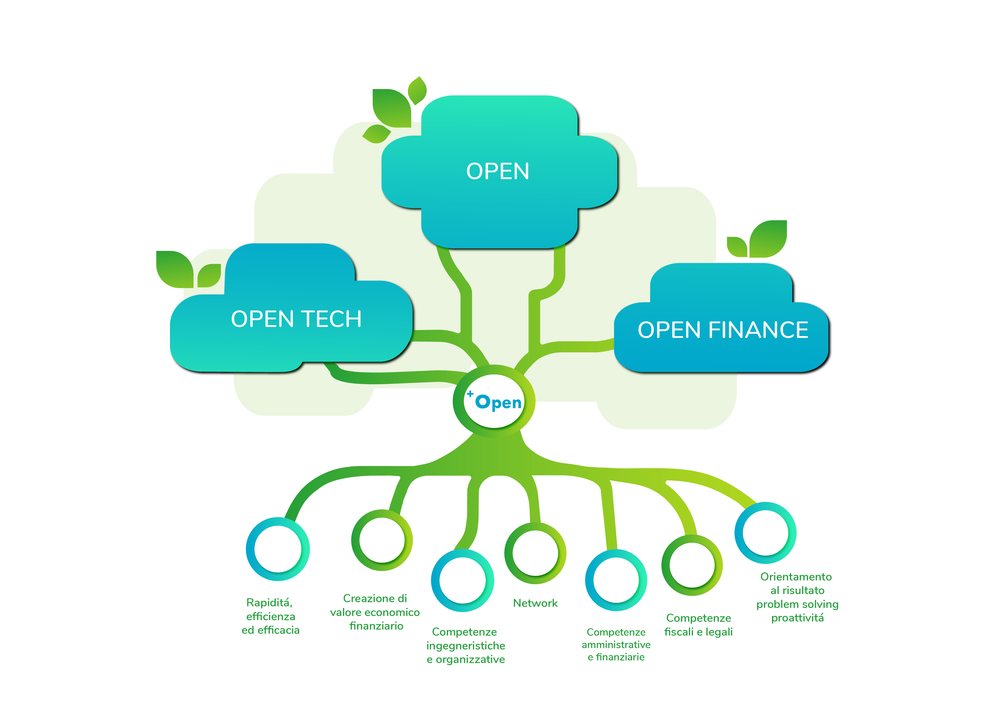 OPEN
OPEN TECH
OPEN FINANCE
+Open
Rapiditá,
efficienza
ed efficacia
Creazione di
valore economico
finanziario
Competenze
ingegneristiche
e organizzative
Network
Competenze
amministrative
e finanziarie
Competenze
fiscali e legali
Orientamento
al risultato
problem solving
proattivitá